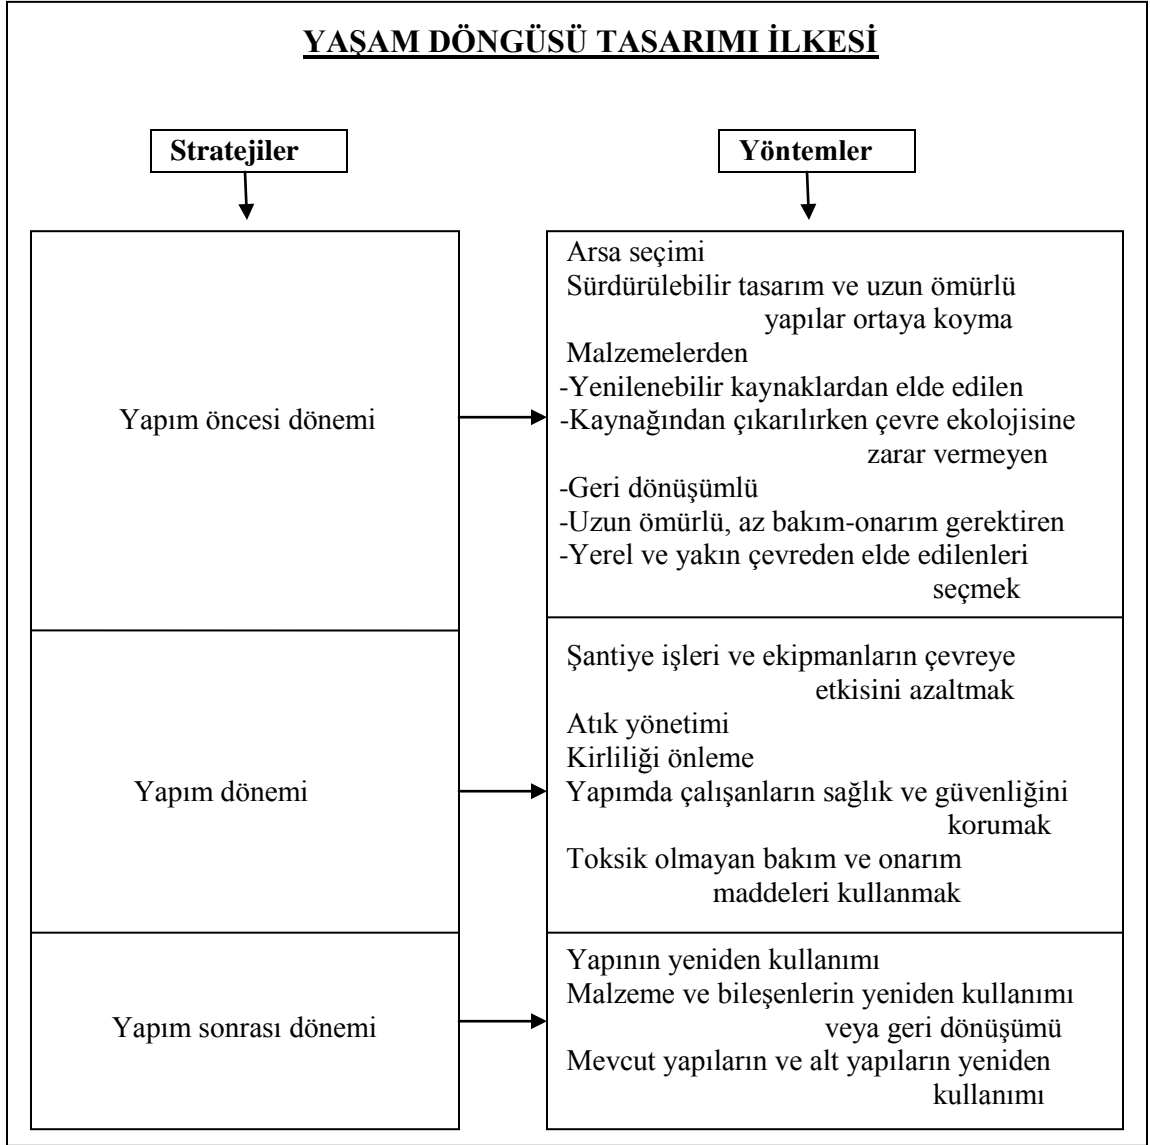 YAŞAM DÖNGÜSÜ TASARIMI İLKESİ
Stratejiler
Yöntemler
Yapım öncesi dönemi
Arsa seçimi
Sürdürülebilir tasarım ve uzun ömürlü
yapılar ortaya koyma
Malzemelerden
-Yenilenebilir kaynaklardan elde edilen
-Kaynağından çıkarılırken çevre ekolojisine
zarar vermeyen
-Geri dönüşümlü
-Uzun ömürlü, az bakım-onarım gerektiren
-Yerel ve yakın çevreden elde edilenleri
seçmek
Yapım dönemi
Şantiye işleri ve ekipmanların çevreye
etkisini azaltmak
Atık yönetimi
Kirliliği önleme
Yapımda çalışanların sağlık ve güvenliğini
korumak
Toksik olmayan bakım ve onarım
maddeleri kullanmak
Yapım sonrası dönemi
Yapının yeniden kullanımı
Malzeme ve bileşenlerin yeniden kullanımı
veya geri dönüşümü
Mevcut yapıların ve alt yapıların yeniden
kullanımı